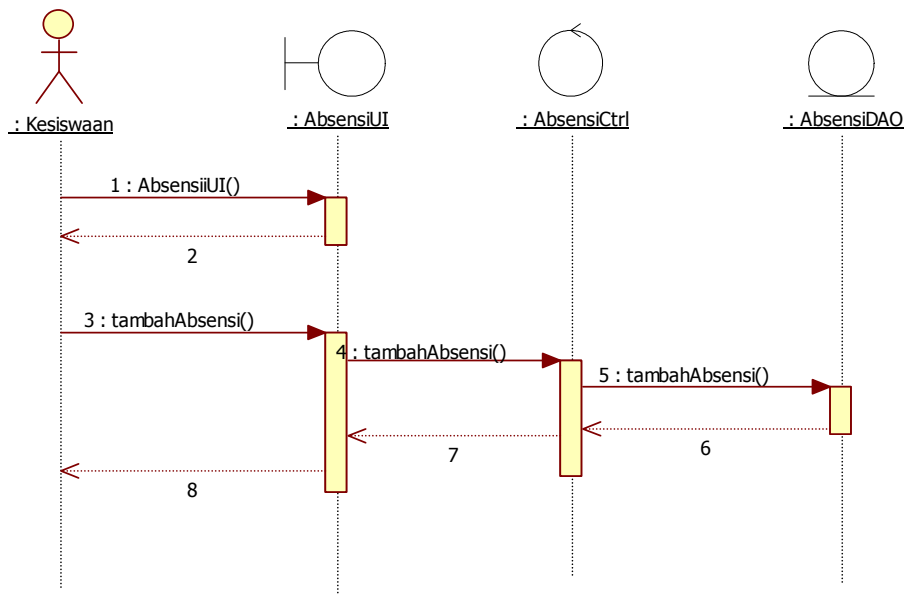 : Kesiswaan
: AbsensiUI
: AbsensiCtrl
: AbsensiDAO
1 : AbsensiiUI()
2
3 : tambahAbsensi()
4 : tambahAbsensi()
5 : tambahAbsensi()
6
7
8